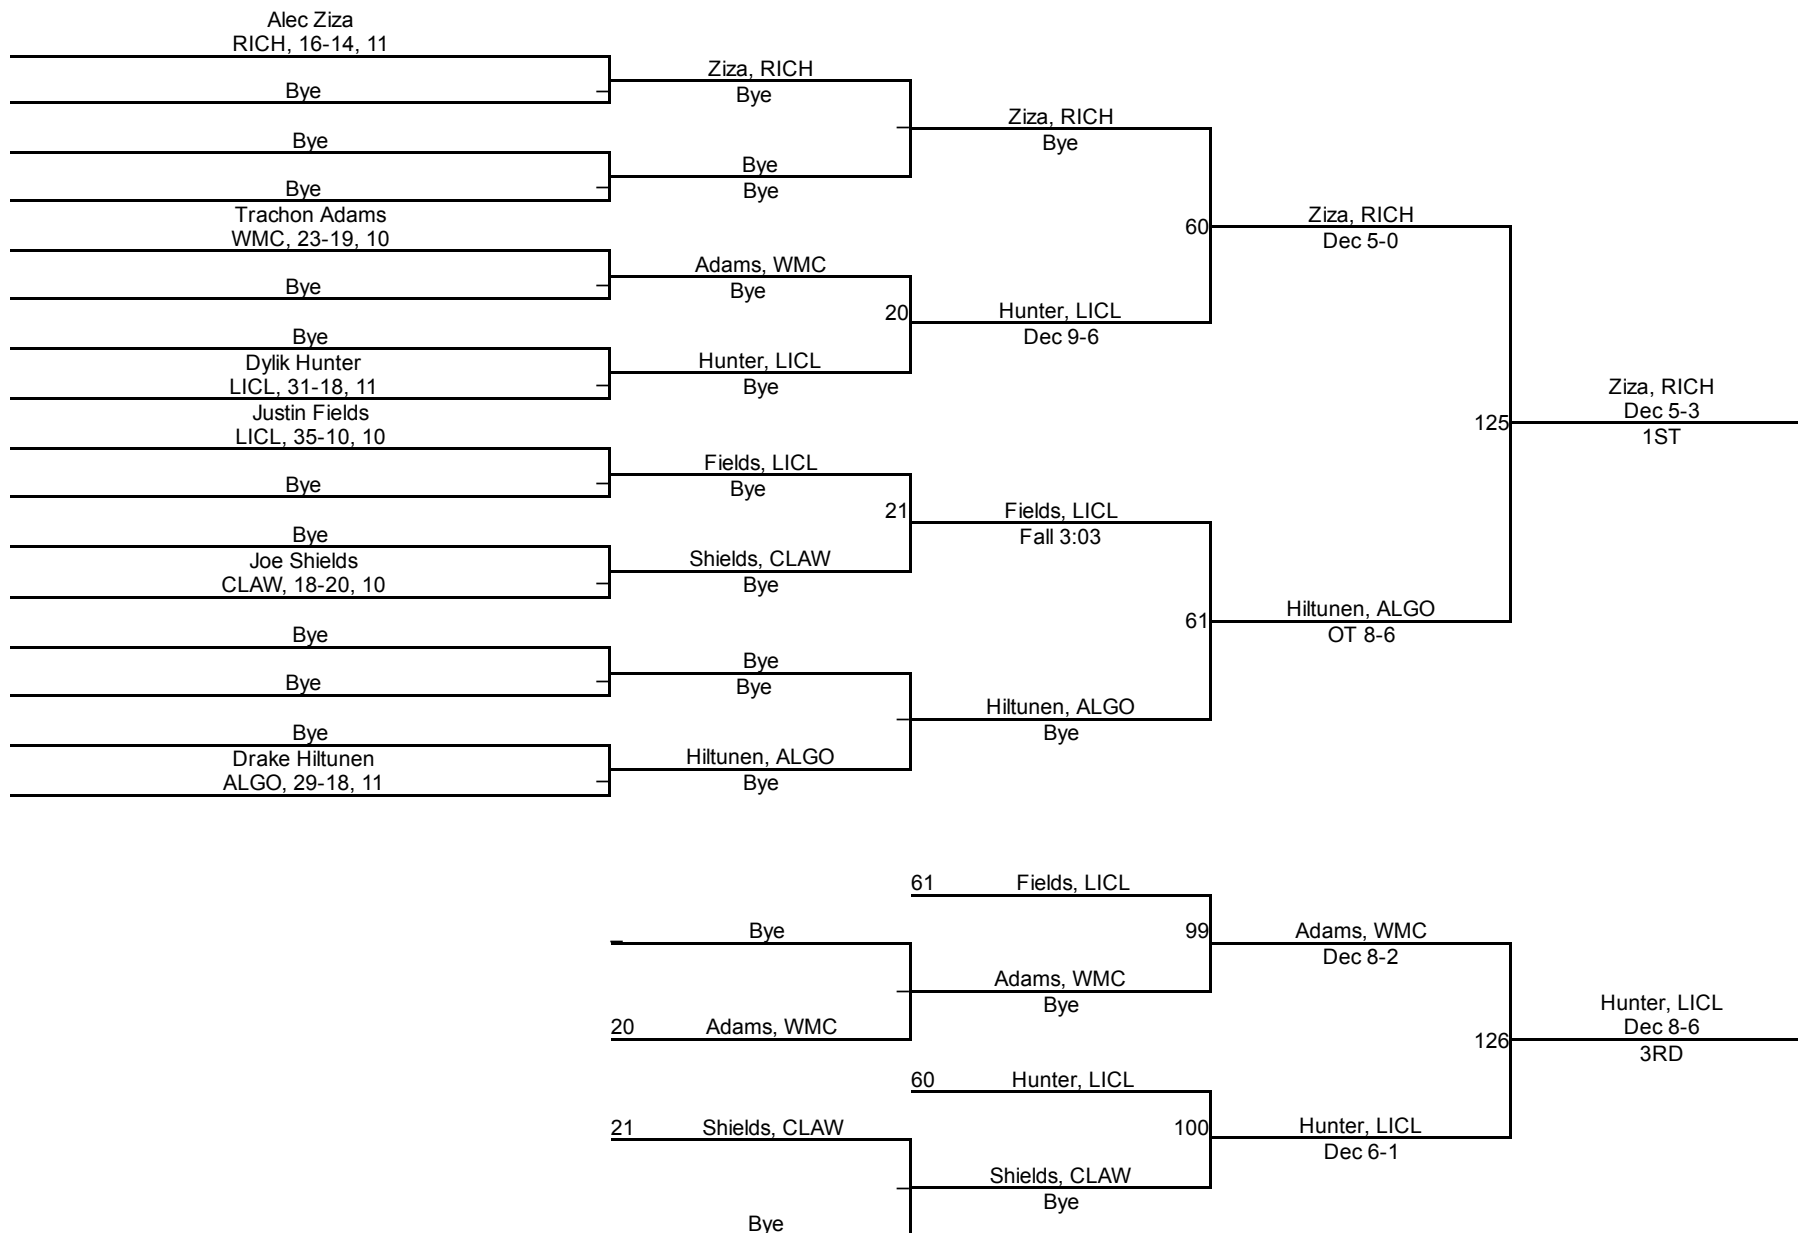 Alec Ziza
RICH, 16-14, 11
Bye
Bye
Bye
Trachon Adams
WMC, 23-19, 10
Bye
Bye
Dylik Hunter
LICL, 31-18, 11
Justin Fields
LICL, 35-10, 10
Bye
Bye
Joe Shields
CLAW, 18-20, 10
Bye
Bye
Bye
Drake Hiltunen
ALGO, 29-18, 11
Ziza, RICH
Bye
Bye
Bye
Adams, WMC
Bye
20
Hunter, LICL
Bye
Fields, LICL
Bye
21
Shields, CLAW
Bye
Bye
Bye
Hiltunen, ALGO
Bye
Ziza, RICH
Bye
60
Hunter, LICL
Dec 9-6
Fields, LICL
Fall 3:03
61
Hiltunen, ALGO
Bye
Ziza, RICH
Dec 5-0
125
Hiltunen, ALGO
OT 8-6
Ziza, RICH
Dec 5-3
1ST
61 Fields, LICL
Bye
99
Adams, WMC
Bye
20 Adams, WMC
60 Hunter, LICL
21 Shields, CLAW
100
Shields, CLAW
Bye
Bye
Adams, WMC
Dec 8-2
126
Hunter, LICL
Dec 6-1
Hunter, LICL
Dec 8-6
3RD